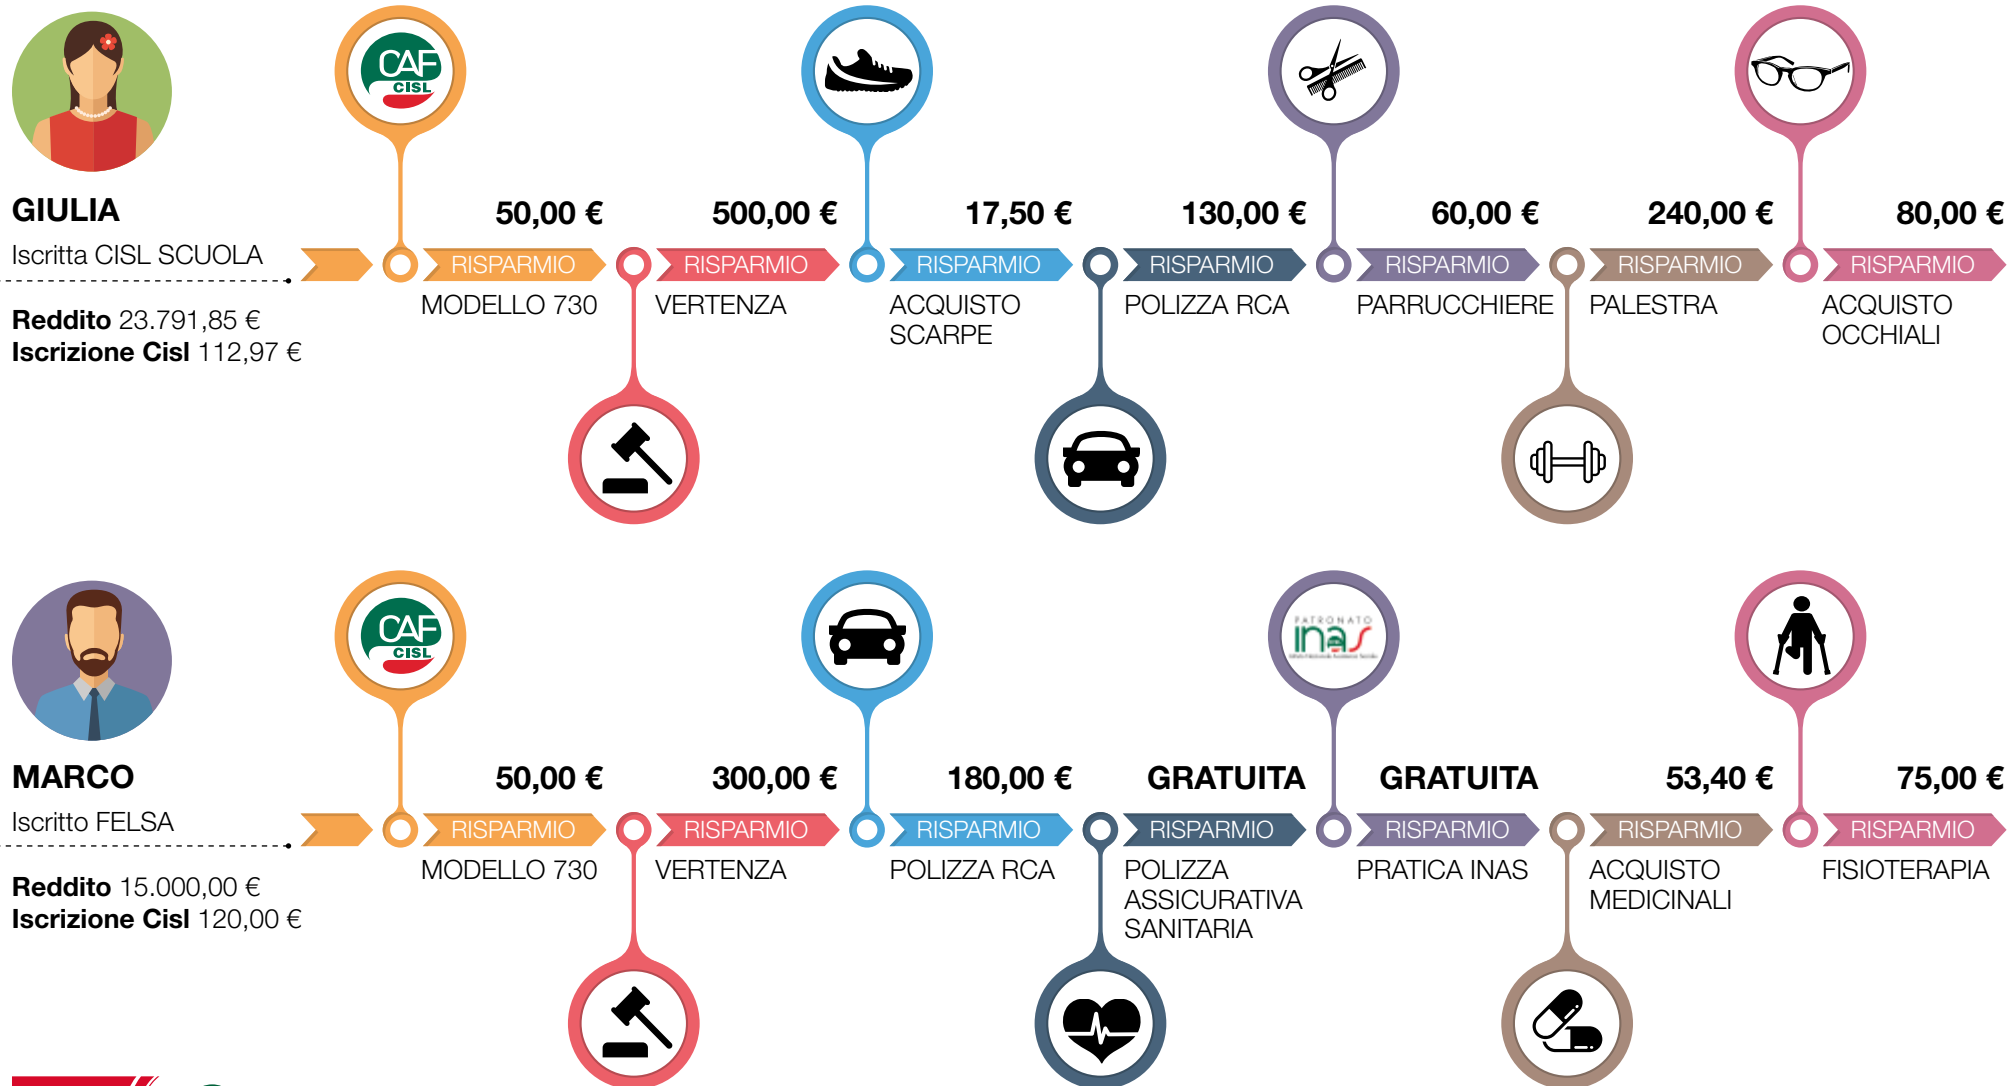 CAF
CISL
GIULIA
Iscritta CISL SCUOLA
Reddito 23.791,85 €
Iscrizione Cisl 112,97 €
50,00 €
RISPARMIO
MODELLO 730
500,00 €
RISPARMIO
VERTENZA
17,50 €
RISPARMIO
ACQUISTO
SCARPE
130,00 €
RISPARMIO
POLIZZA RCA
60,00 €
RISPARMIO
PARRUCCHIERE
240,00 €
RISPARMIO
PALESTRA
80,00 €
RISPARMIO
ACQUISTO
OCCHIALI
CAF
CISL
PATRONATO
inas
MARCO
Iscritto FELSA
Reddito 15.000,00 €
Iscrizione Cisl 120,00 €
50,00 €
RISPARMIO
MODELLO 730
300,00 €
RISPARMIO
VERTENZA
180,00 €
RISPARMIO
POLIZZA RCA
GRATUITA
RISPARMIO
POLIZZA
ASSICURATIVA
SANITARIA
GRATUITA
RISPARMIO
PRATICA INAS
53,40 €
RISPARMIO
ACQUISTO
MEDICINALI
75,00 €
RISPARMIO
FISIOTERAPIA